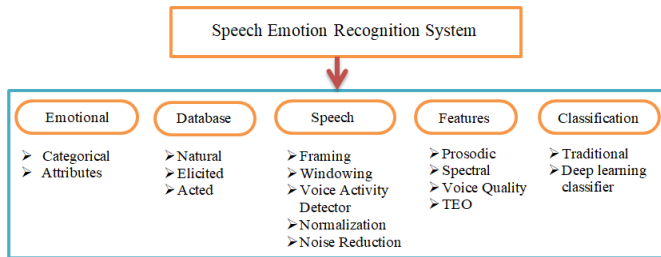 Speech Emotion Recognition System
Emotional
➢ Categorical
➢ Attributes
Database
➢ Natural
➢ Elicited
➢ Acted
Speech
➢ Framing
➢ Windowing
➢ Voice Activity
Detector
➢ Normalization
➢ Noise Reduction
Features
➢ Prosodic
➢ Spectral
➢ Voice Quality
➢ TEO
Classification
➢ Traditional
➢ Deep learning
classifier